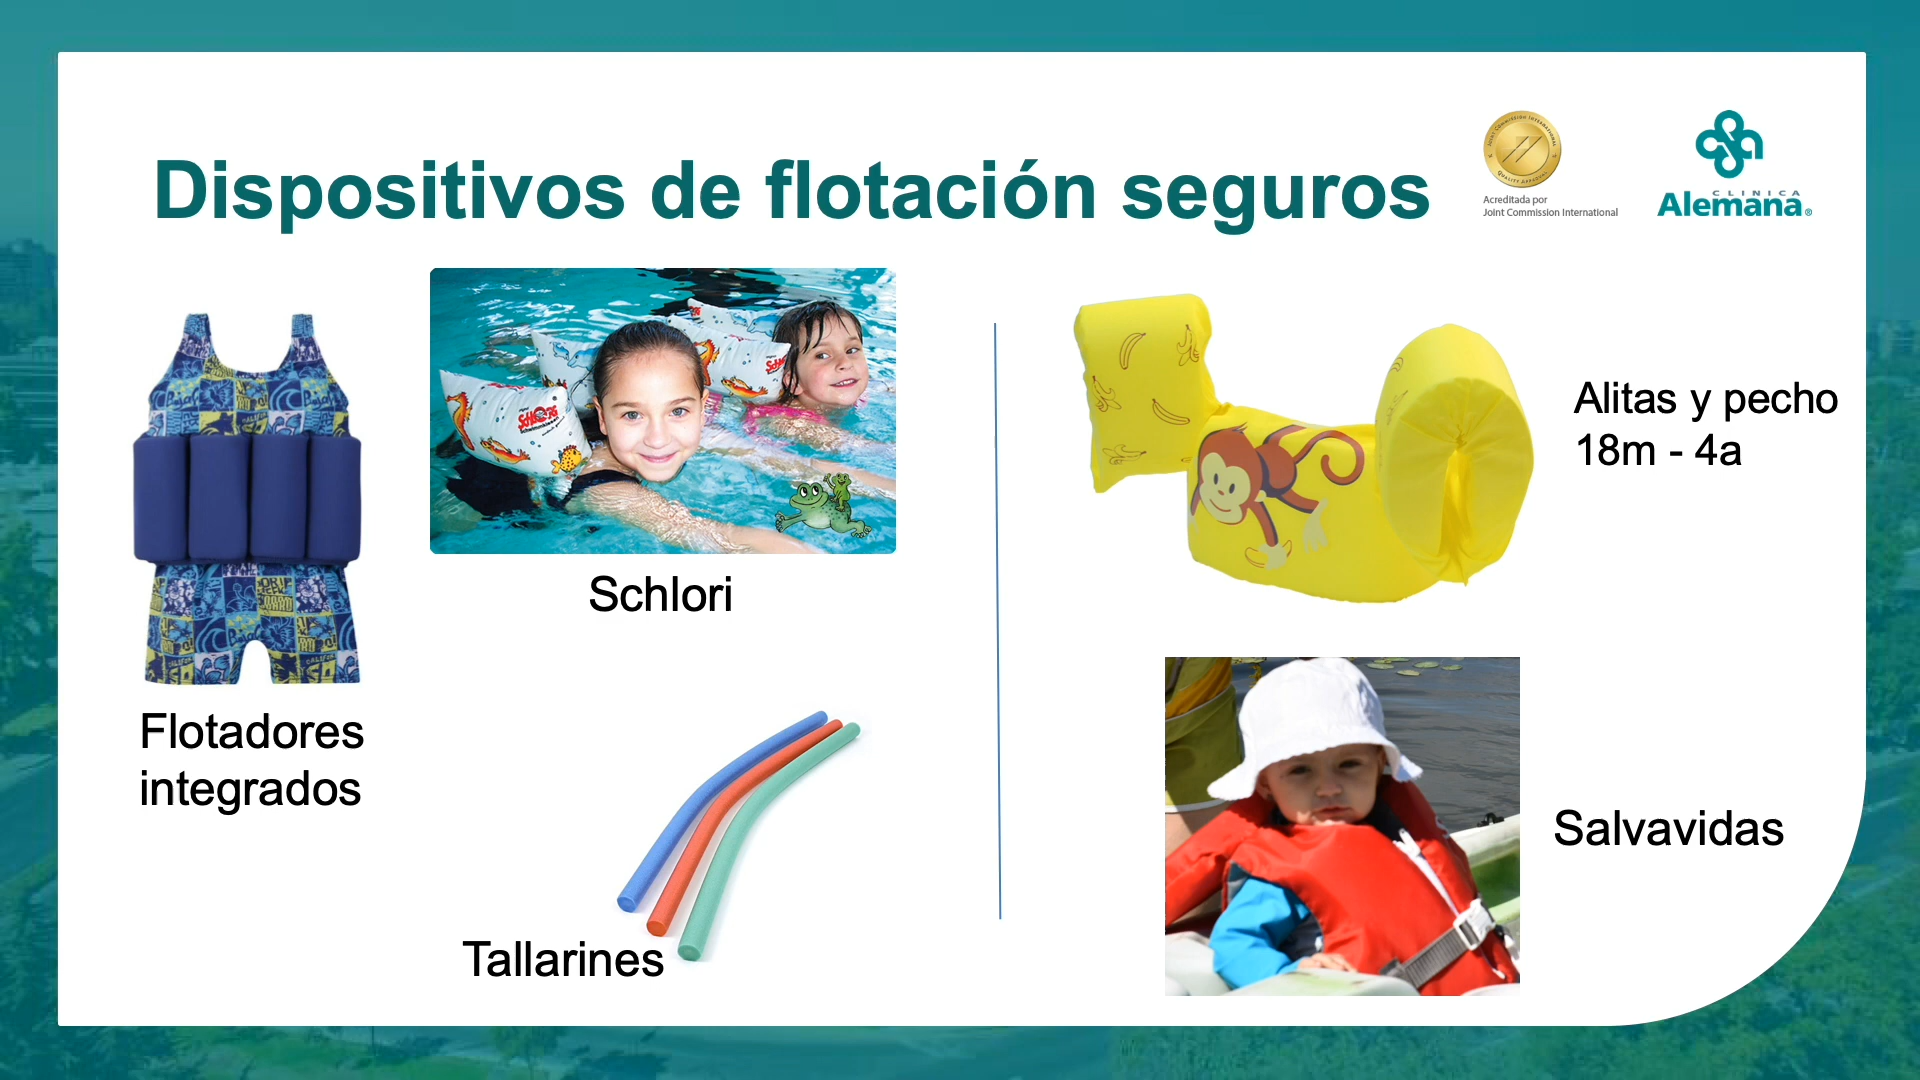 Dispositivos de flotación seguros
Acreditada por
Joint Commission International
CLINICA
Alemana®
Schlori
Alitas y pecho
18m - 4a
Flotadores
integrados
Tallarines
Salvavidas